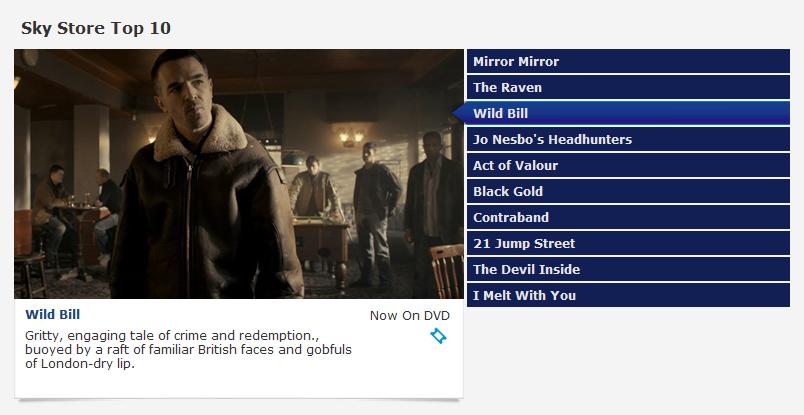 Sky Store Top 10
Mirror Mirror
The Raven
Wild Bill
Jo Nesbo's Headhunters
Act of Valour
Black Gold
Contraband
21 Jump Street
The Devil Inside
I Melt With You
Wild Bill
Now On DVD
Gritty, engaging tale of crime and redemption.,
buoyed by a raft of familiar British faces and gobfuls
of London-dry lip.